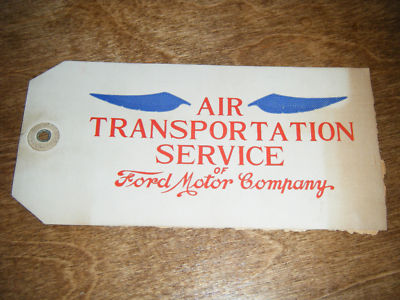 AIR
TRANSPORTATION
SERVICE
OF
Ford Motor Company